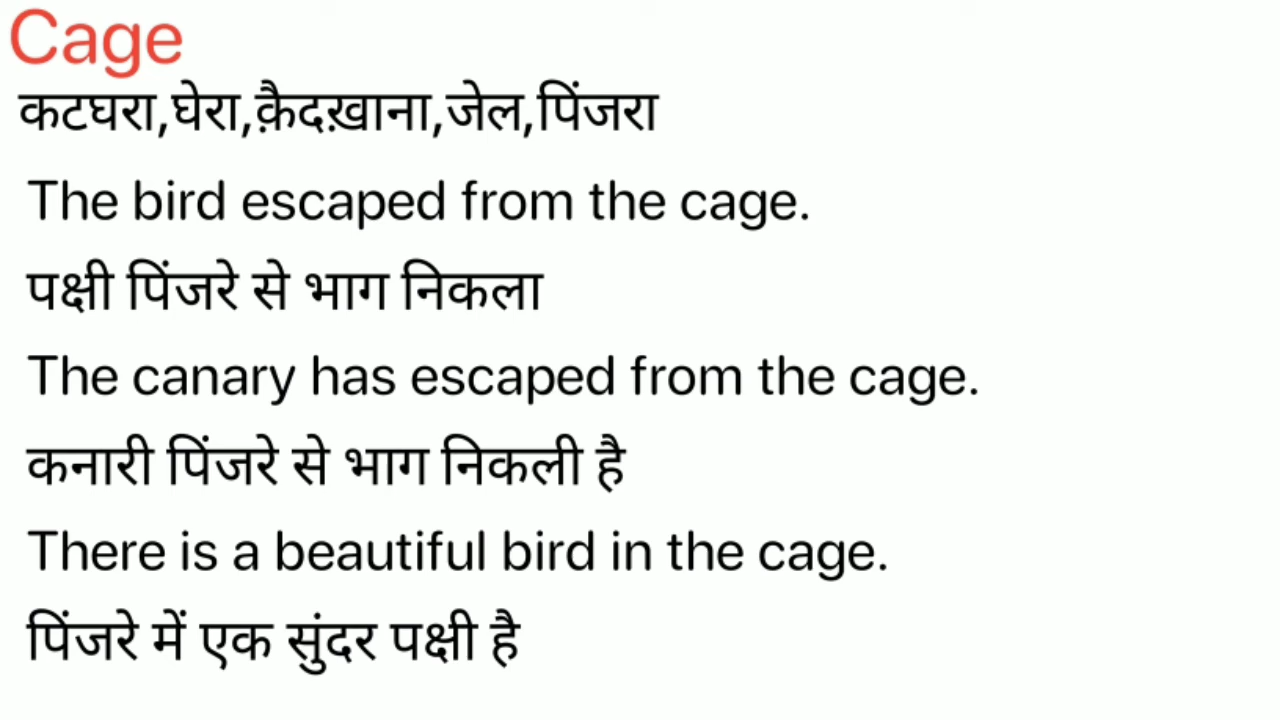 Cage
कटघरा,घेरा,क़ैदख़ाना,जेल,पिंजरा
The bird escaped from the cage.
पक्षी पिंजरे से भाग निकला
The canary has escaped from the cage.
कनारी पिंजरे से भाग निकली है
There is a beautiful bird in the cage.
पिंजरे में एक सुंदर पक्षी है